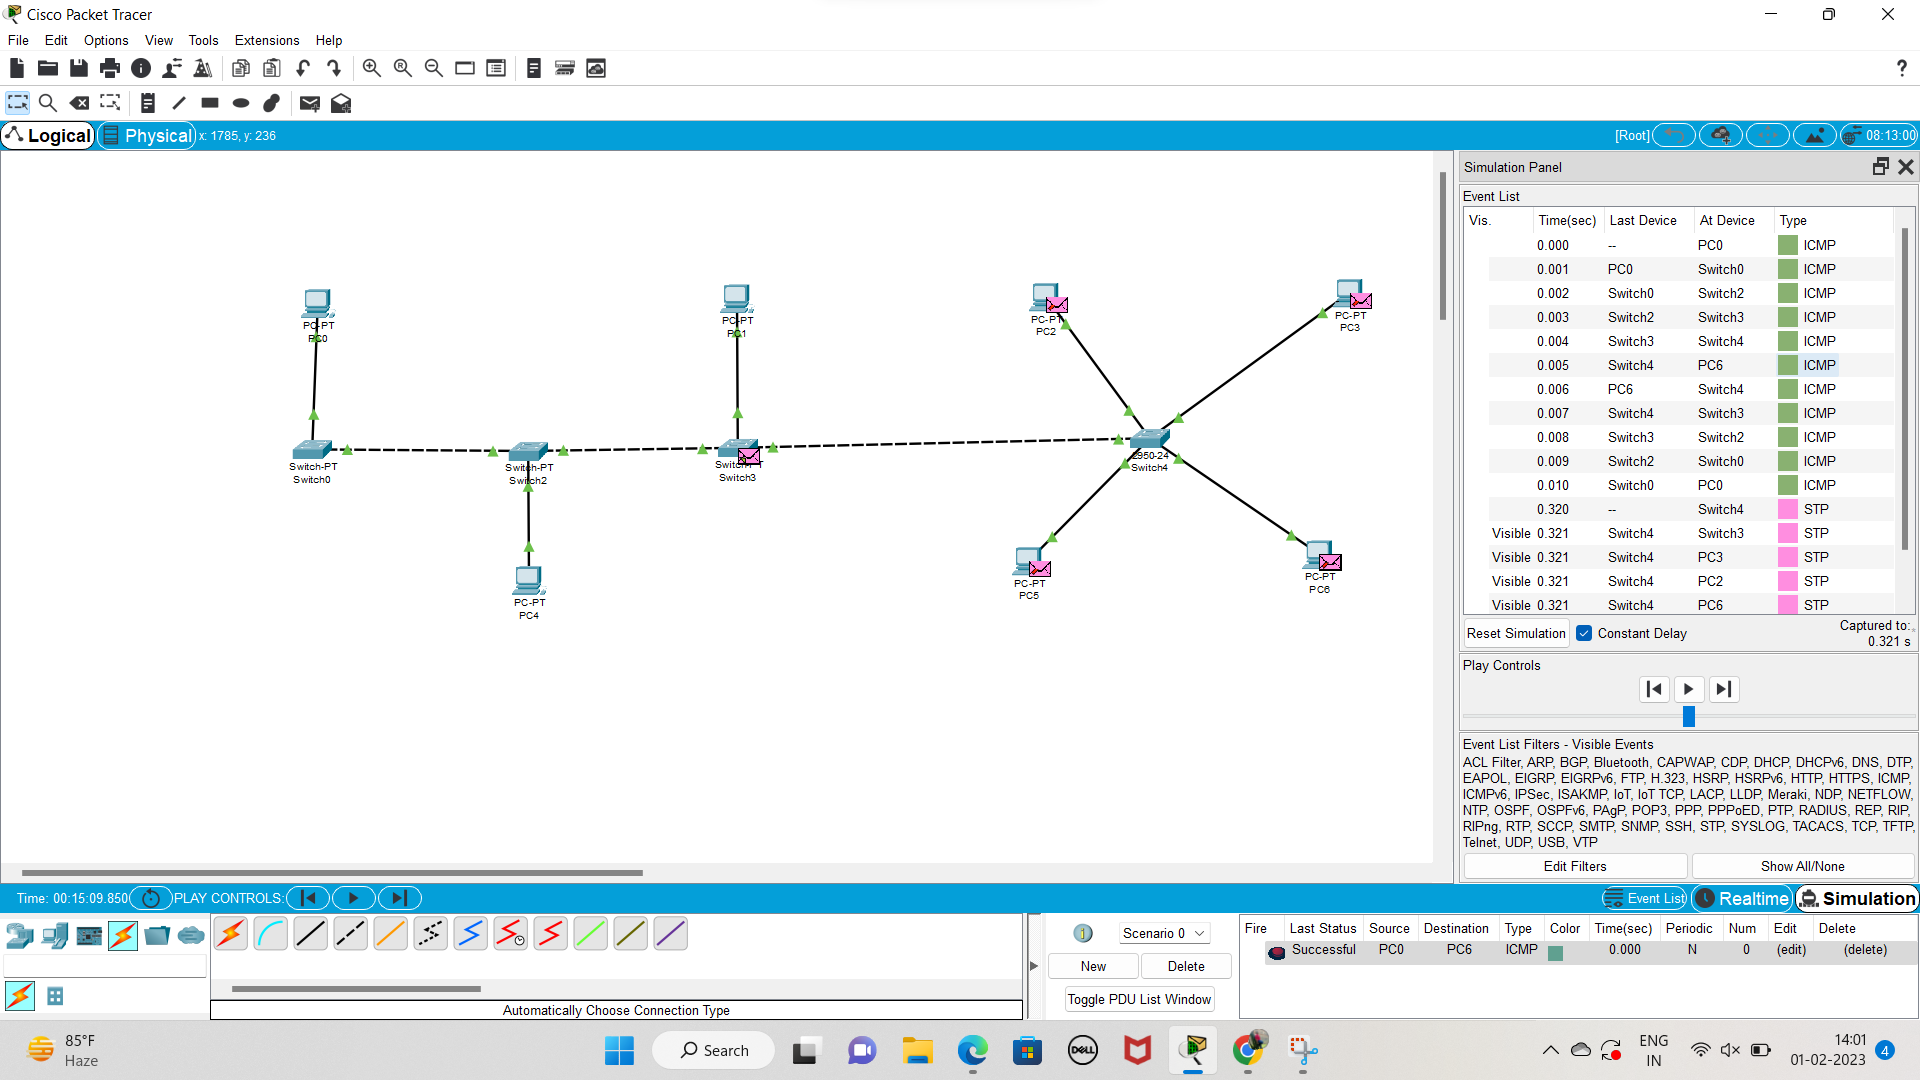 Cisco Packet Tracer
File Edit Options View Tools Extensions Help
Logical Physical x: 1785, y: 236 [Root] 08:13:00
Simulation Panel
Event List
Vis. Time(sec) Last Device At Device Type
0.000 -- PC0 ICMP
0.001 PC0 Switch0 ICMP
0.002 Switch0 Switch2 ICMP
0.003 Switch2 Switch3 ICMP
0.004 Switch3 Switch4 ICMP
0.005 Switch4 PC6 ICMP
0.006 PC6 Switch4 ICMP
0.007 Switch4 Switch3 ICMP
0.008 Switch3 Switch2 ICMP
0.009 Switch2 Switch0 ICMP
0.010 Switch0 PC0 ICMP
0.320 -- Switch4 STP
Visible 0.321 Switch4 Switch3 STP
Visible 0.321 Switch4 PC3 STP
Visible 0.321 Switch4 PC2 STP
Visible 0.321 Switch4 PC6 STP
Reset Simulation Constant Delay Captured to:
0.321 s
Play Controls
Event List Filters - Visible Events
ACL Filter, ARP, BGP, Bluetooth, CAPWAP, CDP, DHCP, DHCPv6, DNS, DTP,
EAPOL, EIGRP, EIGRPv6, FTP, H.323, HSRP, HSRPv6, HTTP, HTTPS, ICMP,
ICMPv6, IPSec, ISAKMP, IoT, IoT TCP, LACP, LLDP, Meraki, NDP, NETFLOW,
NTP, OSPF, OSPFv6, PAgP, POP3, PPP, PPPoED, PTP, RADIUS, REP, RIP,
RIPng, RTP, SCCP, SMTP, SNMP, SSH, STP, SYSLOG, TACACS, TCP, TFTP,
Telnet, UDP, USB, VTP
Edit Filters Show All/None
PC-PT
PC0
PC-PT
PC1
PC-PT
PC2
PC-PT
PC3
Switch-PT
Switch0
Switch-PT
Switch2
Switch-PT
Switch3
2950-24
Switch4
PC-PT
PC4
PC-PT
PC5
PC-PT
PC6
Time: 00:15:09.850 PLAY CONTROLS: Event List Realtime Simulation
Automatically Choose Connection Type
1 Scenario 0
New Delete
Toggle PDU List Window
Fire Last Status Source Destination Type Color Time(sec) Periodic Num Edit Delete
Successful PC0 PC6 ICMP 0.000 N 0 (edit) (delete)
85°F
Haze
Search
DELL
ENG
IN
14:01
01-02-2023
4